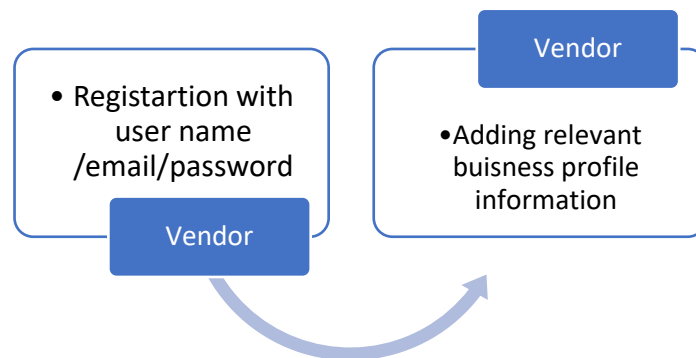 • Registartion with
user name
/email/password
Vendor
Vendor
•Adding relevant
buisness profile
information